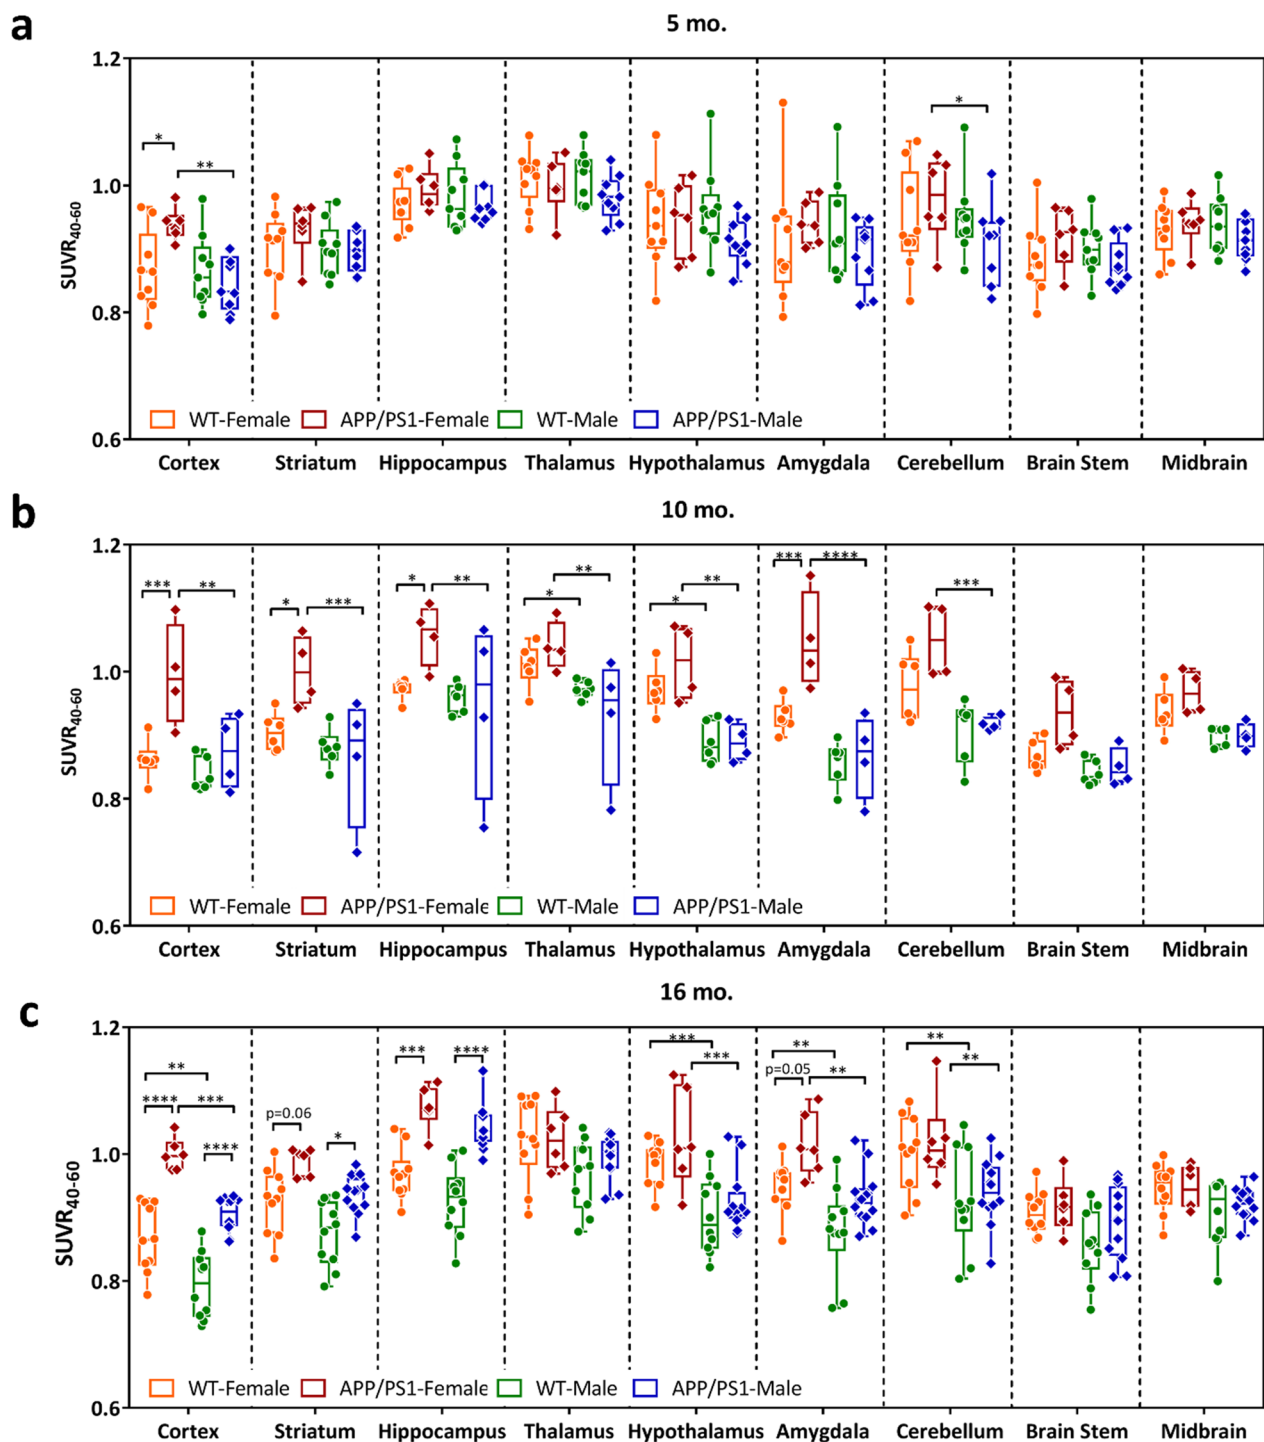 a
5 mo.
1.2
* ** *
1.0
SUVR40-60
0.8
WT-Female APP/PS1-Female WT-Male APP/PS1-Male
0.6
Cortex Striatum Hippocampus Thalamus Hypothalamus Amygdala Cerebellum Brain Stem Midbrain
b
10 mo.
1.2
*** ** * *** * ** * ** * ** *** **** ***
1.0
SUVR40-60
0.8
WT-Female APP/PS1-Female WT-Male APP/PS1-Male
0.6
Cortex Striatum Hippocampus Thalamus Hypothalamus Amygdala Cerebellum Brain Stem Midbrain
c
16 mo.
1.2
** **** *** **** p=0.06 * *** **** *** *** ** p=0.05 ** ** **
1.0
SUVR40-60
0.8
WT-Female APP/PS1-Female WT-Male APP/PS1-Male
0.6
Cortex Striatum Hippocampus Thalamus Hypothalamus Amygdala Cerebellum Brain Stem Midbrain